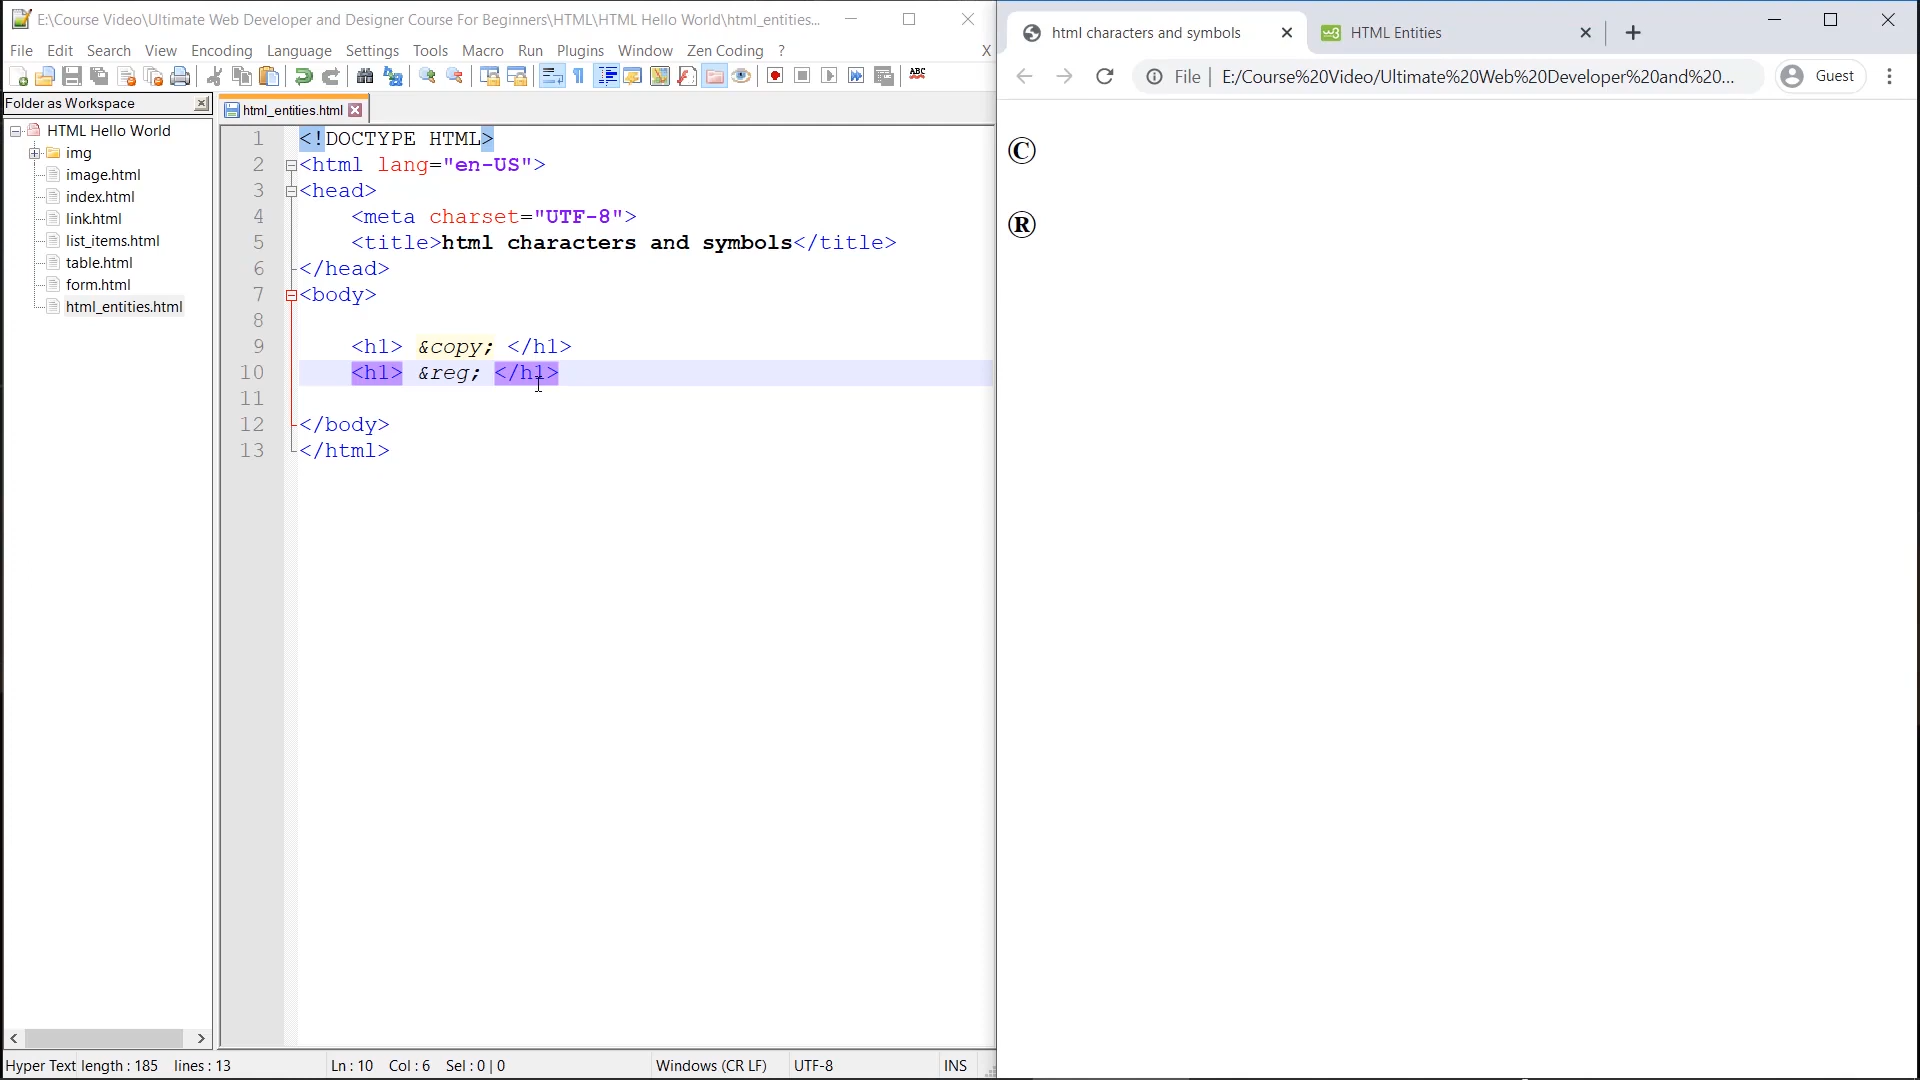 E:\Course Video\Ultimate Web Developer and Designer Course For Beginners\HTML\HTML Hello World\html_entities...
File Edit Search View Encoding Language Settings Tools Macro Run Plugins Window Zen Coding ? X
ABC
Folder as Workspace
HTML Hello World
img
image.html
index.html
link.html
list_items.html
table.html
form.html
html_entities.html
html_entities.html
1 <!DOCTYPE HTML>
2 <html lang="en-US">
3 <head>
4 <meta charset="UTF-8">
5 <title>html characters and symbols</title>
6 </head>
7 <body>
8
9 <h1> &copy; </h1>
10 <h1> &reg; </h1>
11
12 </body>
13 </html>
Hyper Text length : 185 lines : 13 Ln : 10 Col : 6 Sel : 0 | 0 Windows (CR LF) UTF-8 INS
html characters and symbols
w3 HTML Entities
File E:/Course%20Video/Ultimate%20Web%20Developer%20and%20... Guest
©
®